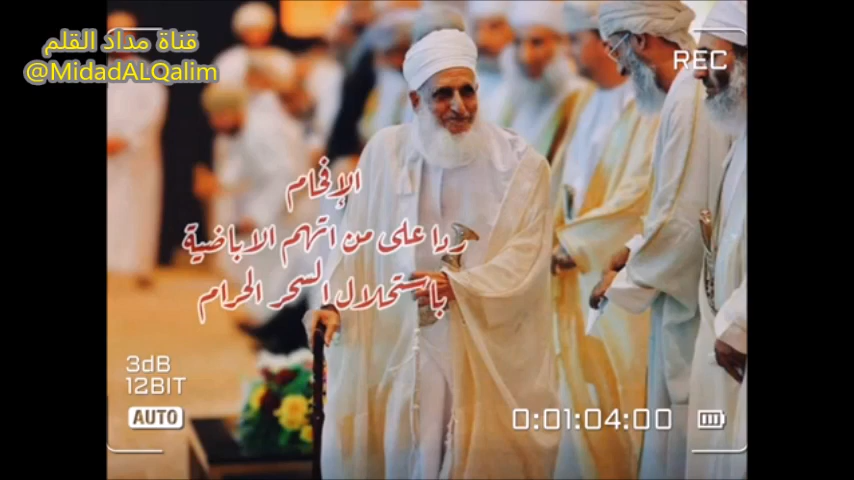 قناة مداد القلم
@MidadALQalim
REC
الإفحام
ردا على من اتهم الاباضية
باستحلال السحر الحرام
3dB
12BIT
AUTO
0:01:04:00